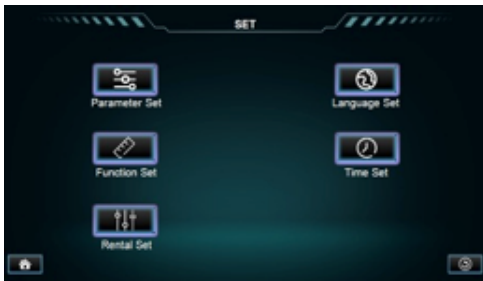 SET
Parameter Set
Language Set
Function Set
Time Set
Rental Set